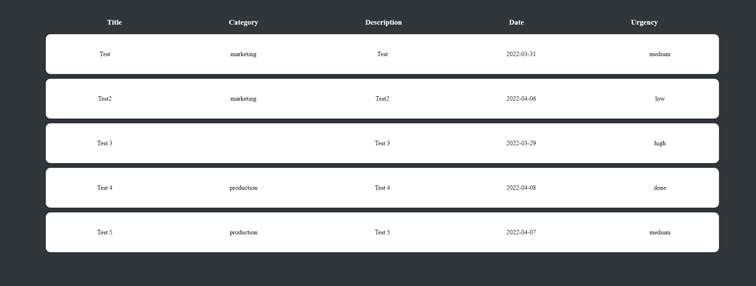 Title Category Description Date Urgency
Test marketing Test 2022-03-31 medium
Test2 marketing Test2 2022-04-06 low
Test 3 Test 3 2022-03-29 high
Test 4 production Test 4 2022-04-08 done
Test 5 production Test 5 2022-04-07 medium